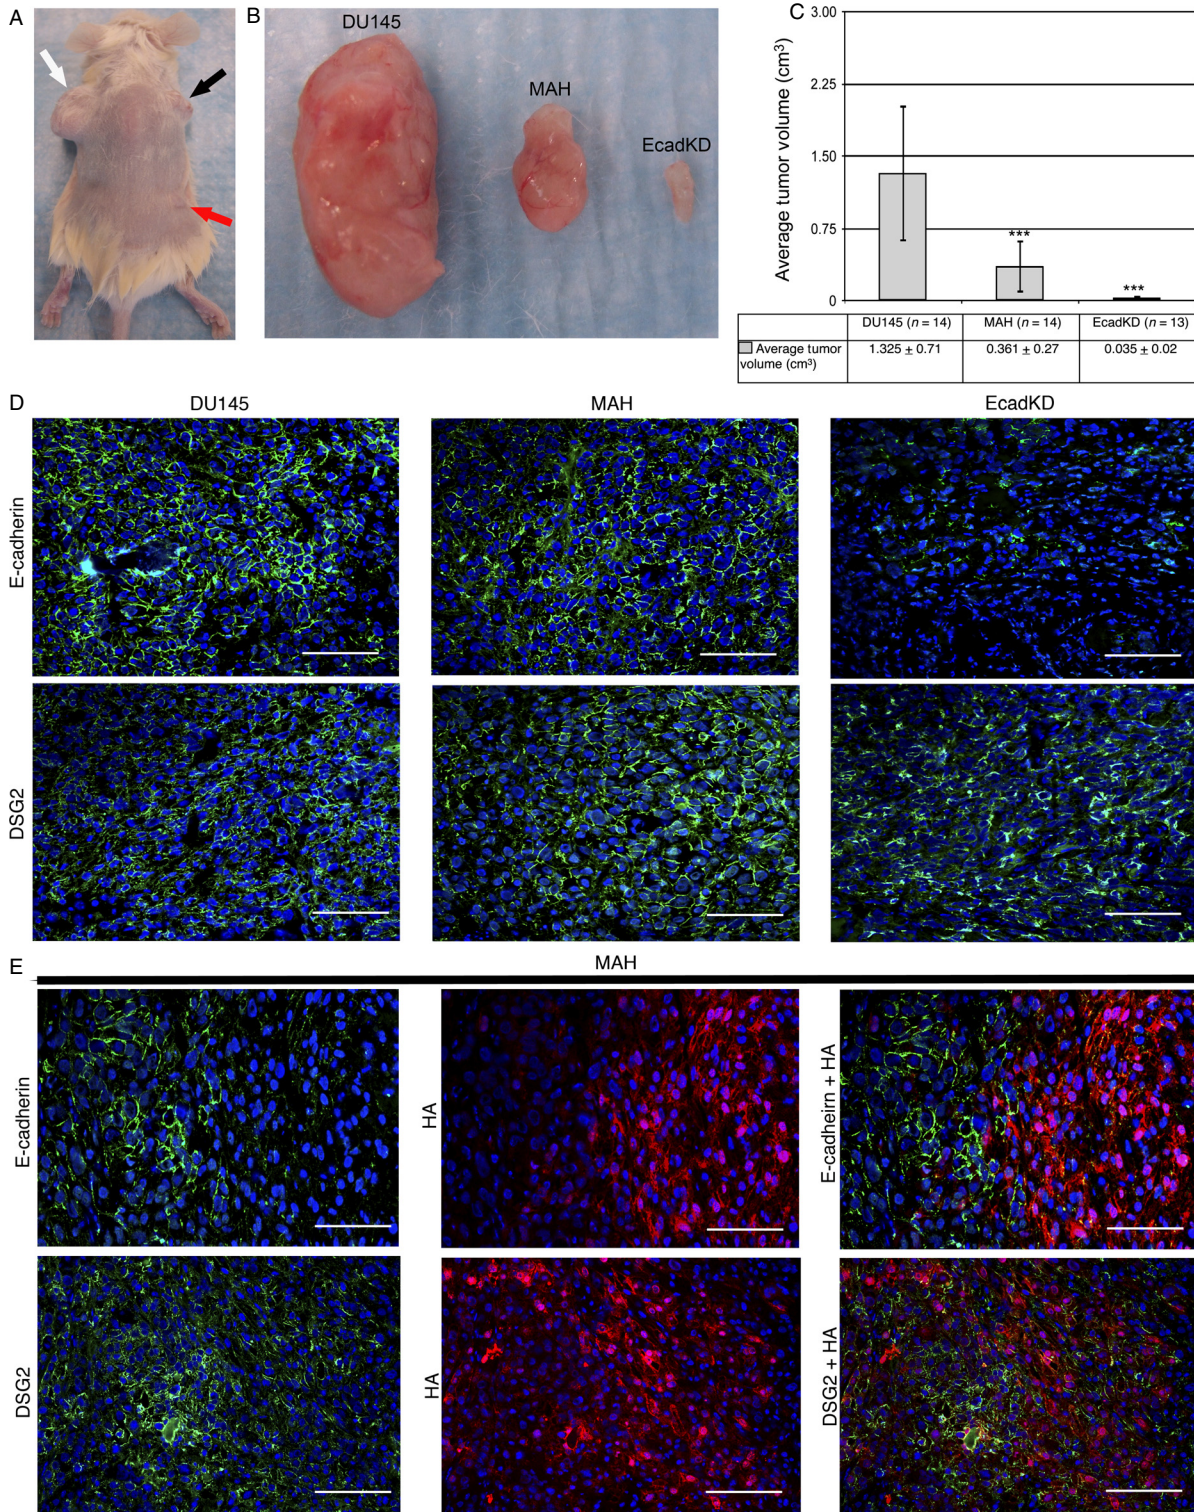 A
B
DU145
MAH
EcadKD
C
Average tumor volume (cm³)
3.00
2.25
1.50
0.75
0
***
***
DU145 (n = 14)
MAH (n = 14)
EcadKD (n = 13)
Average tumor
volume (cm³)
1.325 ± 0.71
0.361 ± 0.27
0.035 ± 0.02
D
DU145
MAH
EcadKD
E-cadherin
DSG2
E
MAH
E-cadherin
HA
E-cadheirn + HA
DSG2
HA
DSG2 + HA